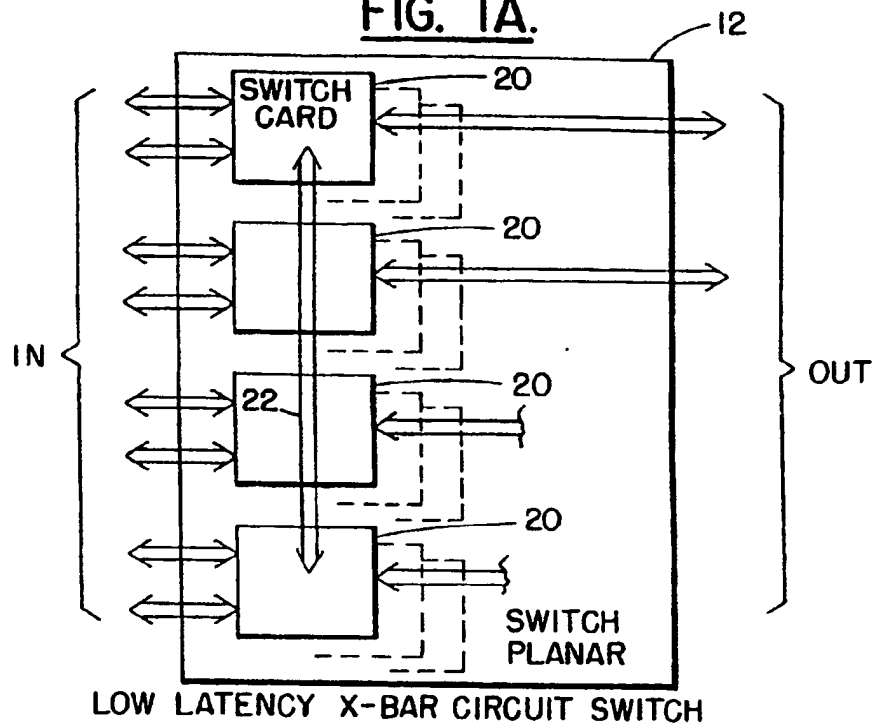 FIG. 1A.
12
20
SWITCH
CARD
20
IN
OUT
20
22
20
SWITCH
PLANAR
LOW LATENCY X-BAR CIRCUIT SWITCH